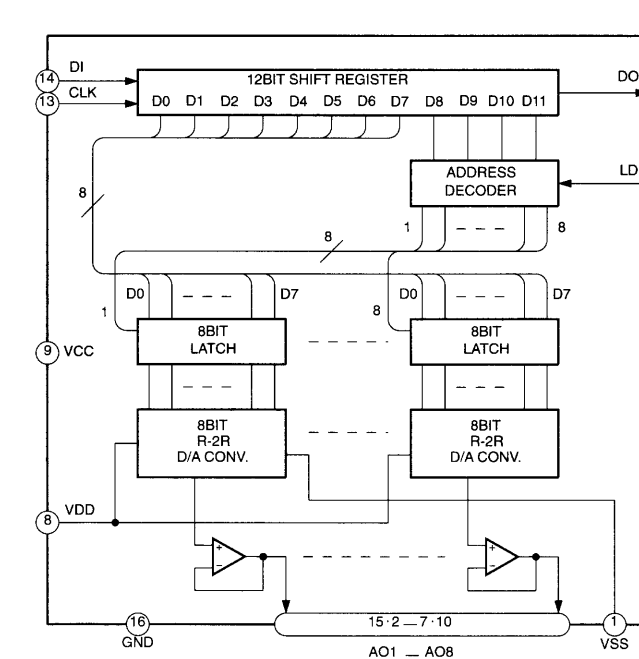 14 DI
13 CLK
12BIT SHIFT REGISTER
D0 D1 D2 D3 D4 D5 D6 D7 D8 D9 D10 D11
DO
ADDRESS
DECODER
LD
8
1
8
8
D0 D7 D0 D7
1
8
8BIT
LATCH
8BIT
LATCH
9 VCC
8BIT
R-2R
D/A CONV.
8BIT
R-2R
D/A CONV.
8 VDD
+
−
+
−
16
GND
15·2 — 7·10
AO1 — AO8
1
VSS